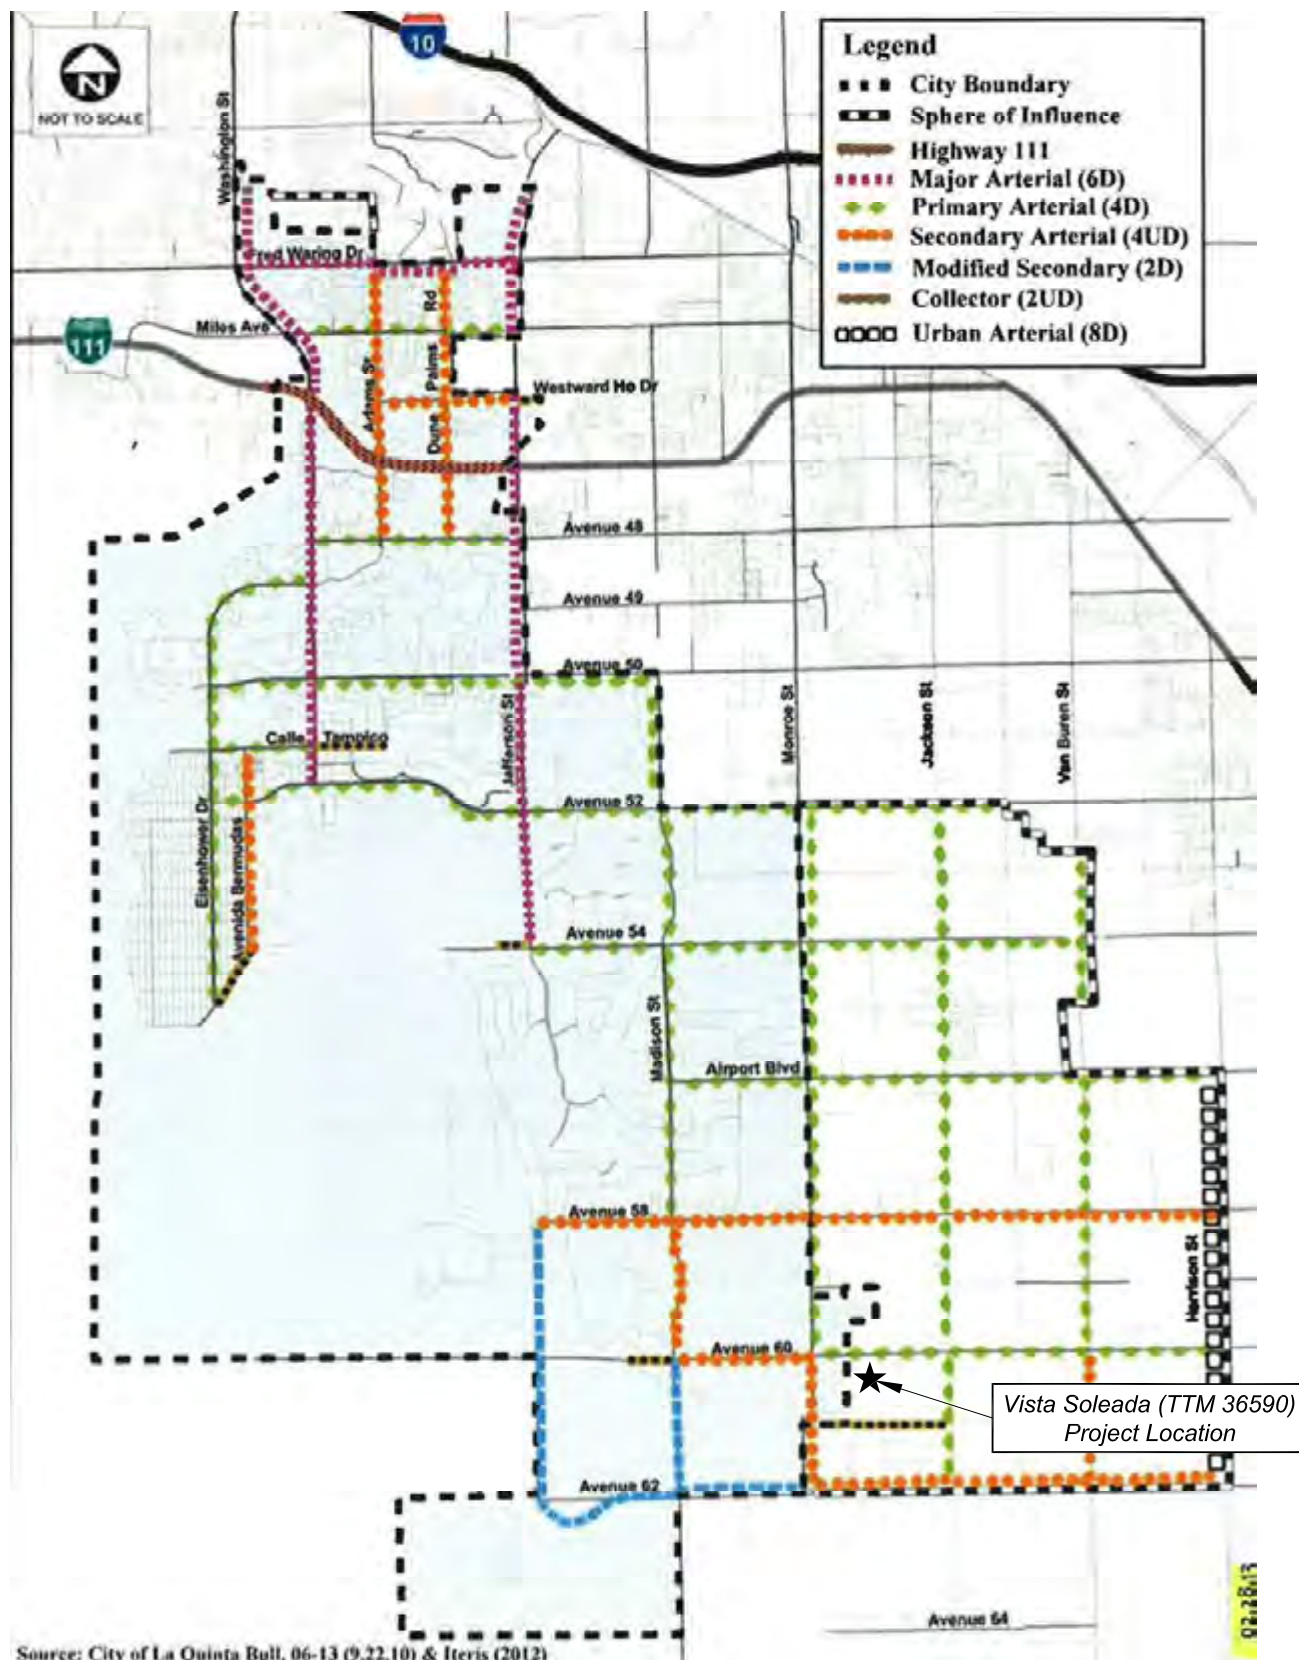 10
N
NOT TO SCALE
Legend
City Boundary
Sphere of Influence
Highway 111
Major Arterial (6D)
Primary Arterial (4D)
Secondary Arterial (4UD)
Modified Secondary (2D)
Collector (2UD)
Urban Arterial (8D)
Washington St
Fred Waring Dr
Miles Ave
111
Adams St
Dune Palms Rd
Westward Ho Dr
Avenue 48
Avenue 49
Avenue 50
Calle Tampico
Jefferson St
Monroe St
Jackson St
Van Buren St
Avenue 52
Eisenhower Dr
Avenida Bermudas
Avenue 54
Madison St
Airport Blvd
Avenue 58
Harrison St
Avenue 60
Vista Soleada (TTM 36590)
Project Location
Avenue 62
Avenue 64
02.28.13
Source: City of La Quinta Bull. 06-13 (9.22.10) & Iteris (2012)